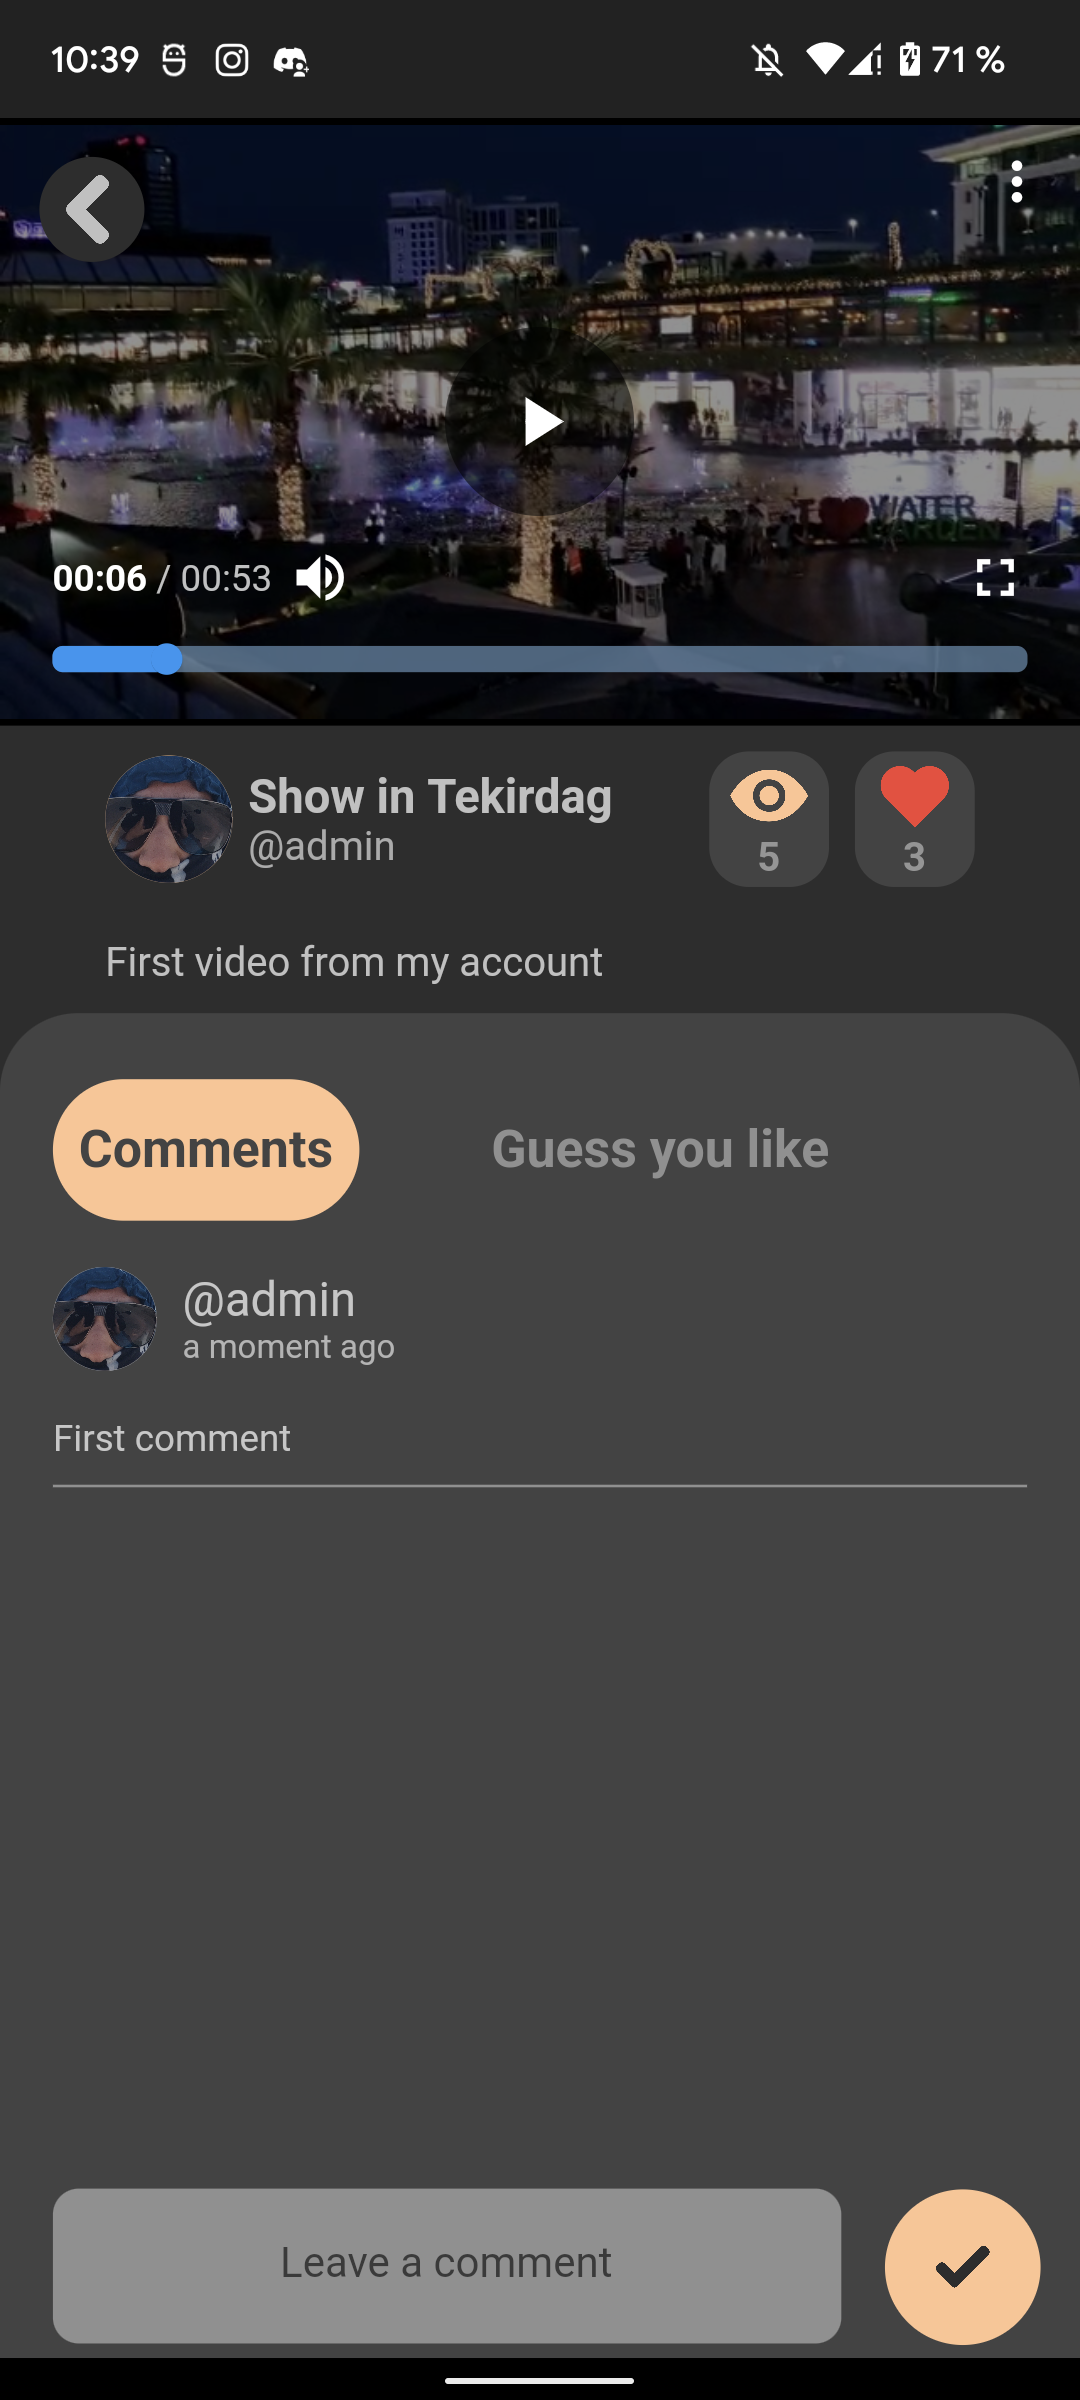 10:39
71 %
I WATER
GARDEN
00:06 / 00:53
Show in Tekirdag
@admin
5
3
First video from my account
Comments
Guess you like
@admin
a moment ago
First comment
Leave a comment